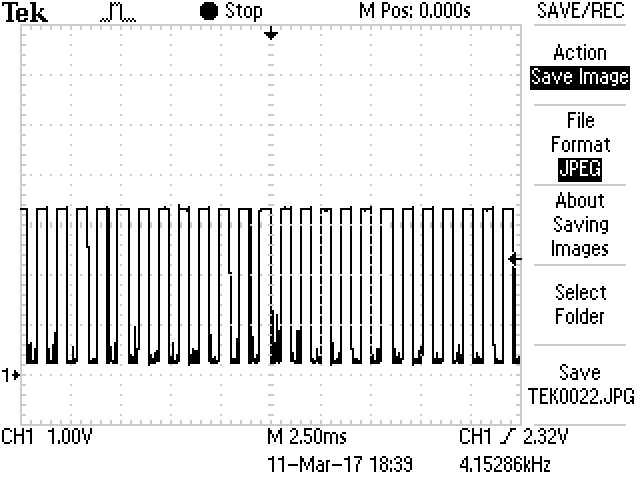 Tek Stop M Pos: 0.000s SAVE/REC
Action
Save Image
File
Format
JPEG
About
Saving
Images
Select
Folder
Save
TEK0022.JPG
1
CH1 1.00V M 2.50ms CH1 2.32V
11-Mar-17 18:39 4.15286kHz